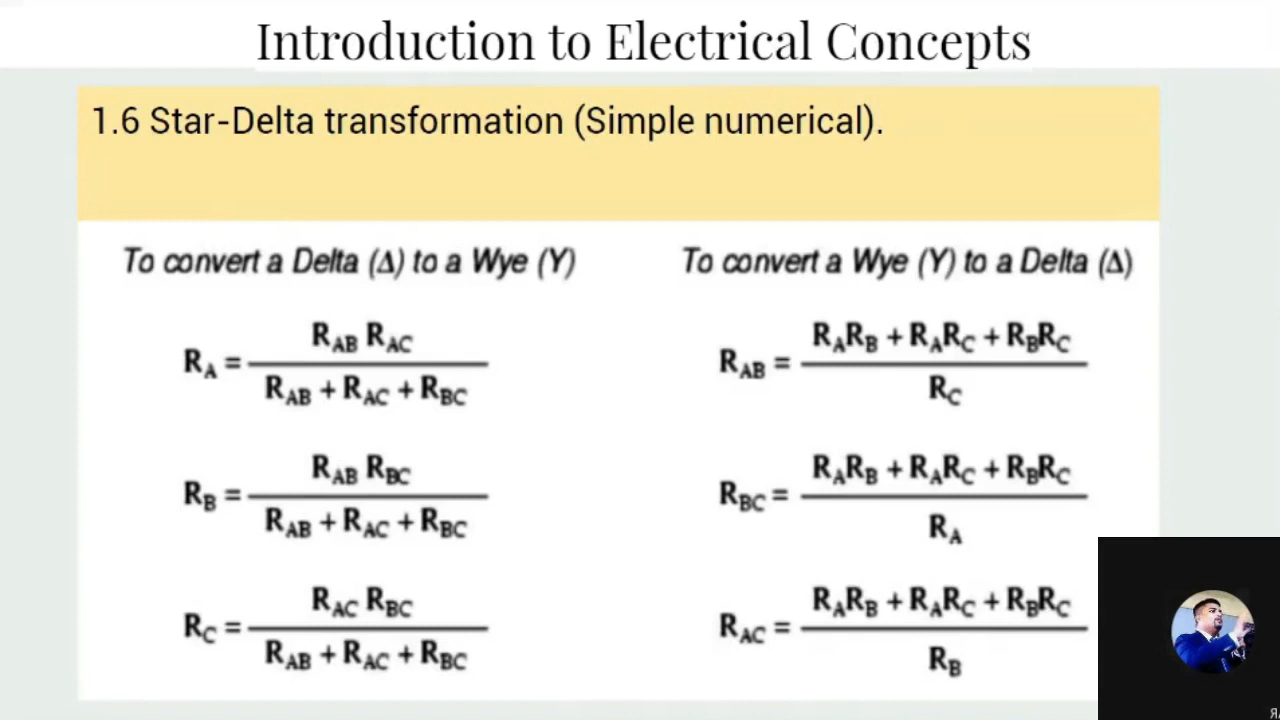 Introduction to Electrical Concepts
1.6 Star-Delta transformation (Simple numerical).
To convert a Delta (Δ) to a Wye (Y)
R_A = R_AB R_AC / R_AB + R_AC + R_BC
R_B = R_AB R_BC / R_AB + R_AC + R_BC
R_C = R_AC R_BC / R_AB + R_AC + R_BC
To convert a Wye (Y) to a Delta (Δ)
R_AB = R_A R_B + R_A R_C + R_B R_C / R_C
R_BC = R_A R_B + R_A R_C + R_B R_C / R_A
R_AC = R_A R_B + R_A R_C + R_B R_C / R_B